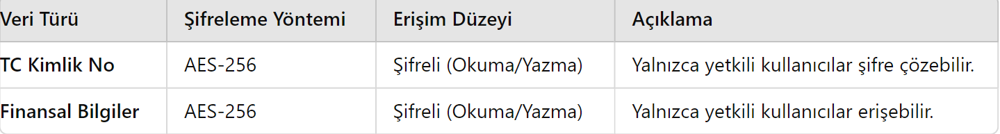 Veri Türü Şifreleme Yöntemi Erişim Düzeyi Açıklama
TC Kimlik No AES-256 Şifreli (Okuma/Yazma) Yalnızca yetkili kullanıcılar şifre çözebilir.
Finansal Bilgiler AES-256 Şifreli (Okuma/Yazma) Yalnızca yetkili kullanıcılar erişebilir.